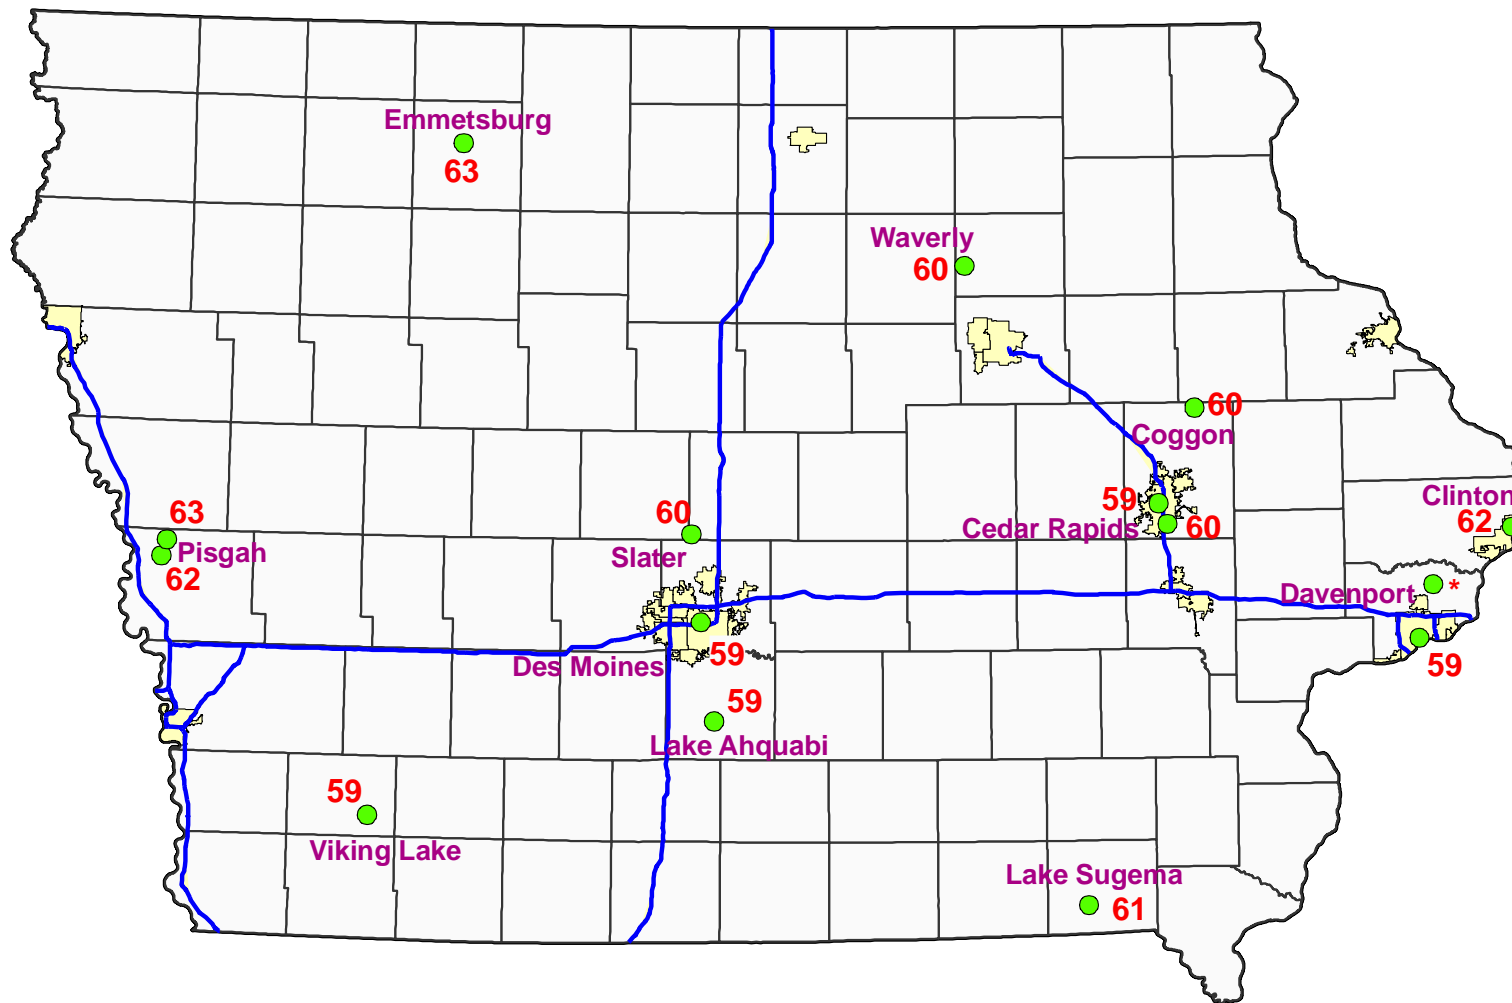 Emmetsburg
63
Waverly
60
60
Coggon
Clinton
62
59
Cedar Rapids
60
63
Pisgah
62
60
Slater
Davenport
*
59
Des Moines
59
59
Lake Ahquabi
59
Viking Lake
Lake Sugema
61